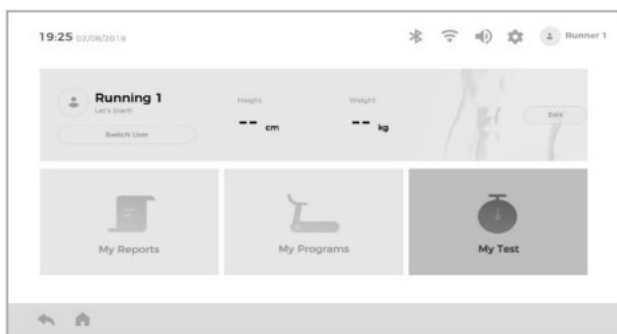 19:25 02/08/2019
Runner 1
Running 1
Let's Start!
Switch User
Height
-- cm
Weight
-- kg
Edit
My Reports
My Programs
My Test